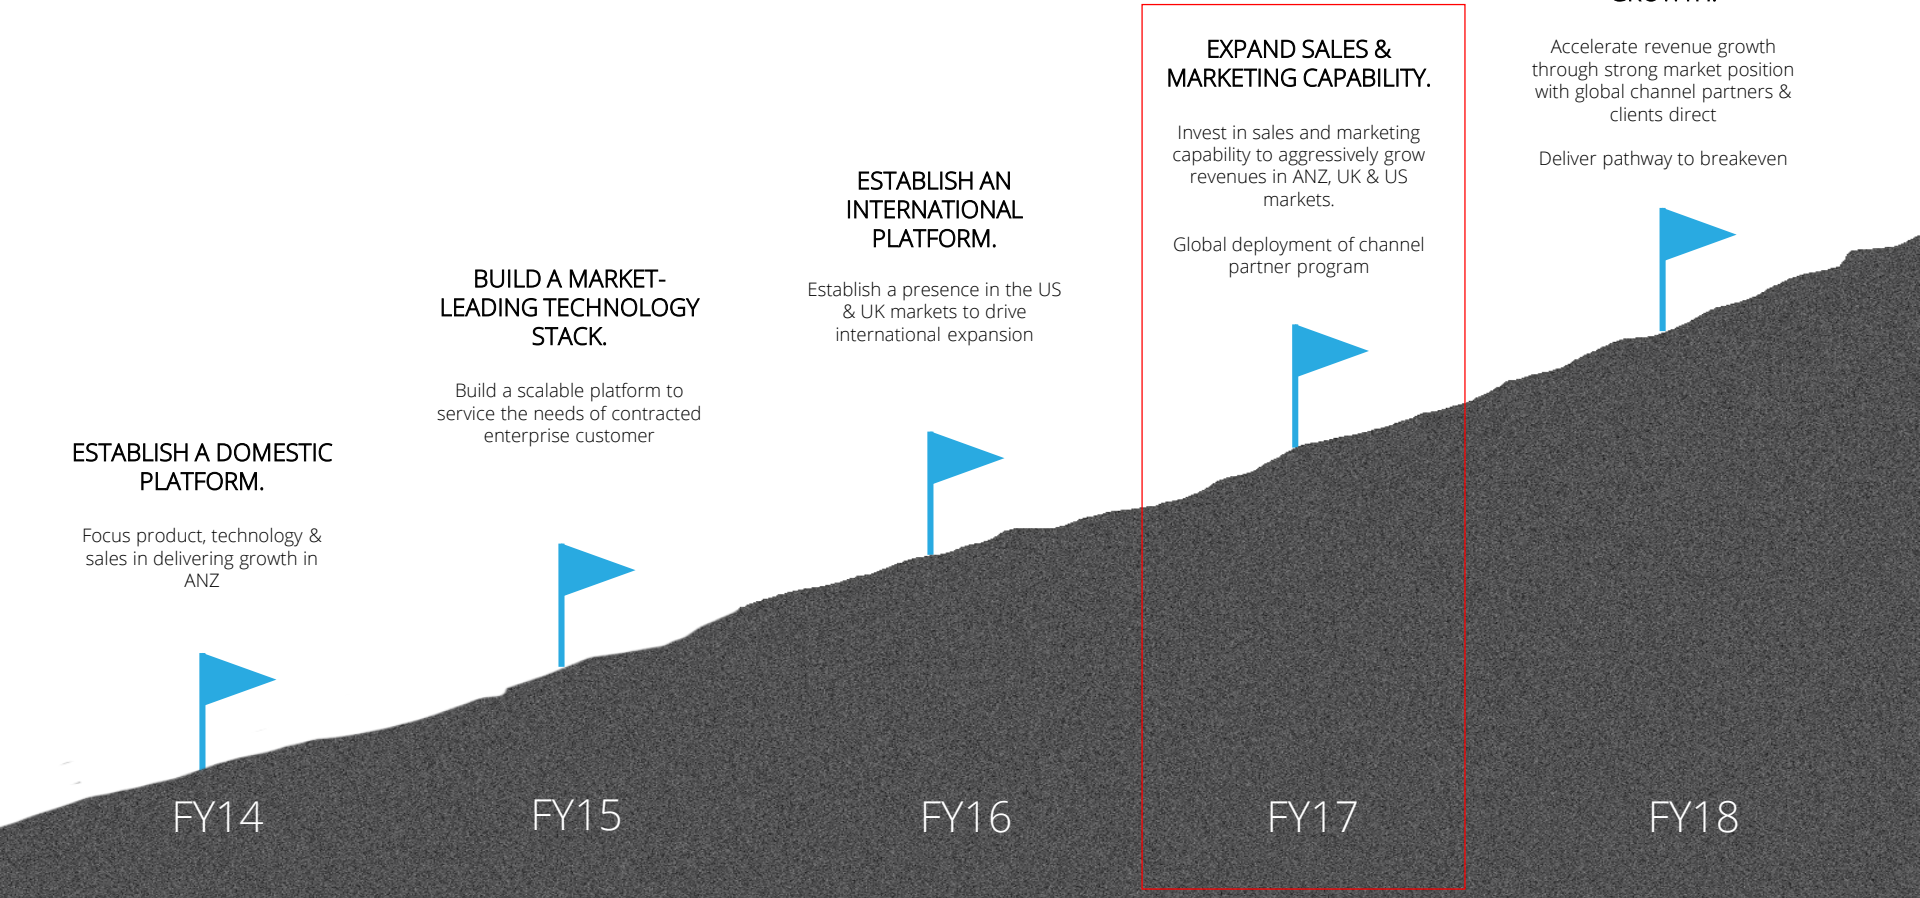 ESTABLISH A DOMESTIC
PLATFORM.
Focus product, technology &
sales in delivering growth in
ANZ
BUILD A MARKET-
LEADING TECHNOLOGY
STACK.
Build a scalable platform to
service the needs of contracted
enterprise customer
ESTABLISH AN
INTERNATIONAL
PLATFORM.
Establish a presence in the US
& UK markets to drive
international expansion
EXPAND SALES &
MARKETING CAPABILITY.
Invest in sales and marketing
capability to aggressively grow
revenues in ANZ, UK & US
markets.
Global deployment of channel
partner program
Accelerate revenue growth
through strong market position
with global channel partners &
clients direct
Deliver pathway to breakeven
FY14
FY15
FY16
FY17
FY18